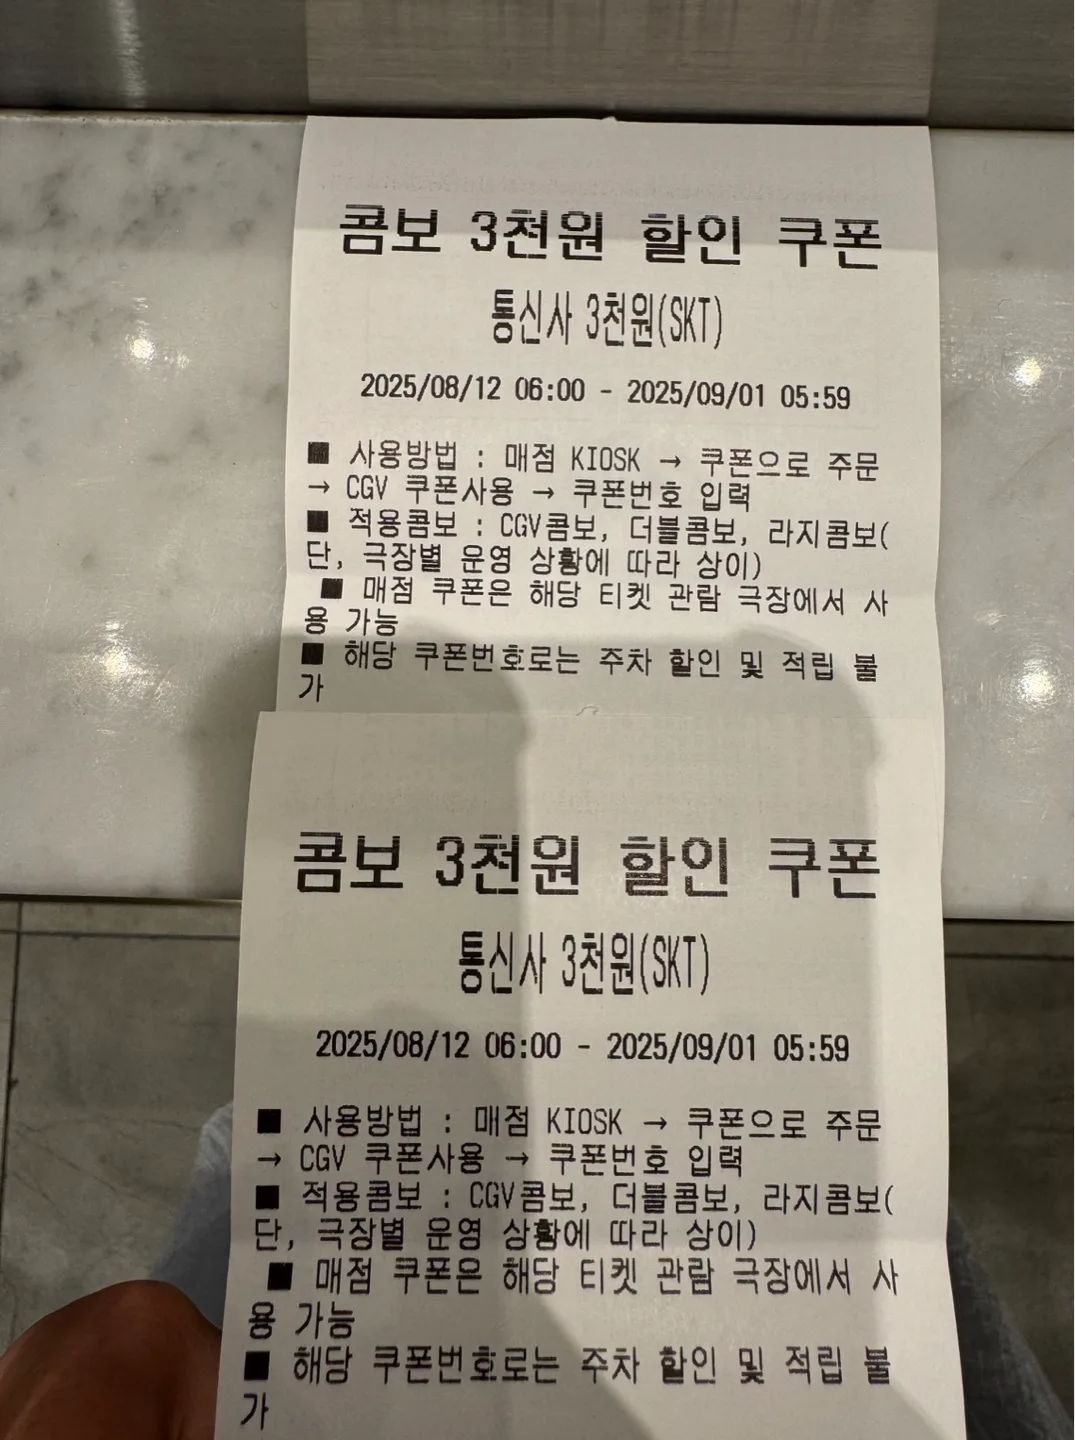 콤보 3천원 할인 쿠폰
통신사 3천원(SKT)
2025/08/12 06:00 - 2025/09/01 05:59
■ 사용방법 : 매점 KIOSK → 쿠폰으로 주문
→ CGV 쿠폰사용 → 쿠폰번호 입력
■ 적용콤보 : CGV콤보, 더블콤보, 라지콤보(
단, 극장별 운영 상황에 따라 상이)
■ 매점 쿠폰은 해당 티켓 관람 극장에서 사
용 가능
■ 해당 쿠폰번호로는 주차 할인 및 적립 불
가
콤보 3천원 할인 쿠폰
통신사 3천원(SKT)
2025/08/12 06:00 - 2025/09/01 05:59
■ 사용방법 : 매점 KIOSK → 쿠폰으로 주문
→ CGV 쿠폰사용 → 쿠폰번호 입력
■ 적용콤보 : CGV콤보, 더블콤보, 라지콤보(
단, 극장별 운영 상황에 따라 상이)
■ 매점 쿠폰은 해당 티켓 관람 극장에서 사
용 가능
■ 해당 쿠폰번호로는 주차 할인 및 적립 불
가